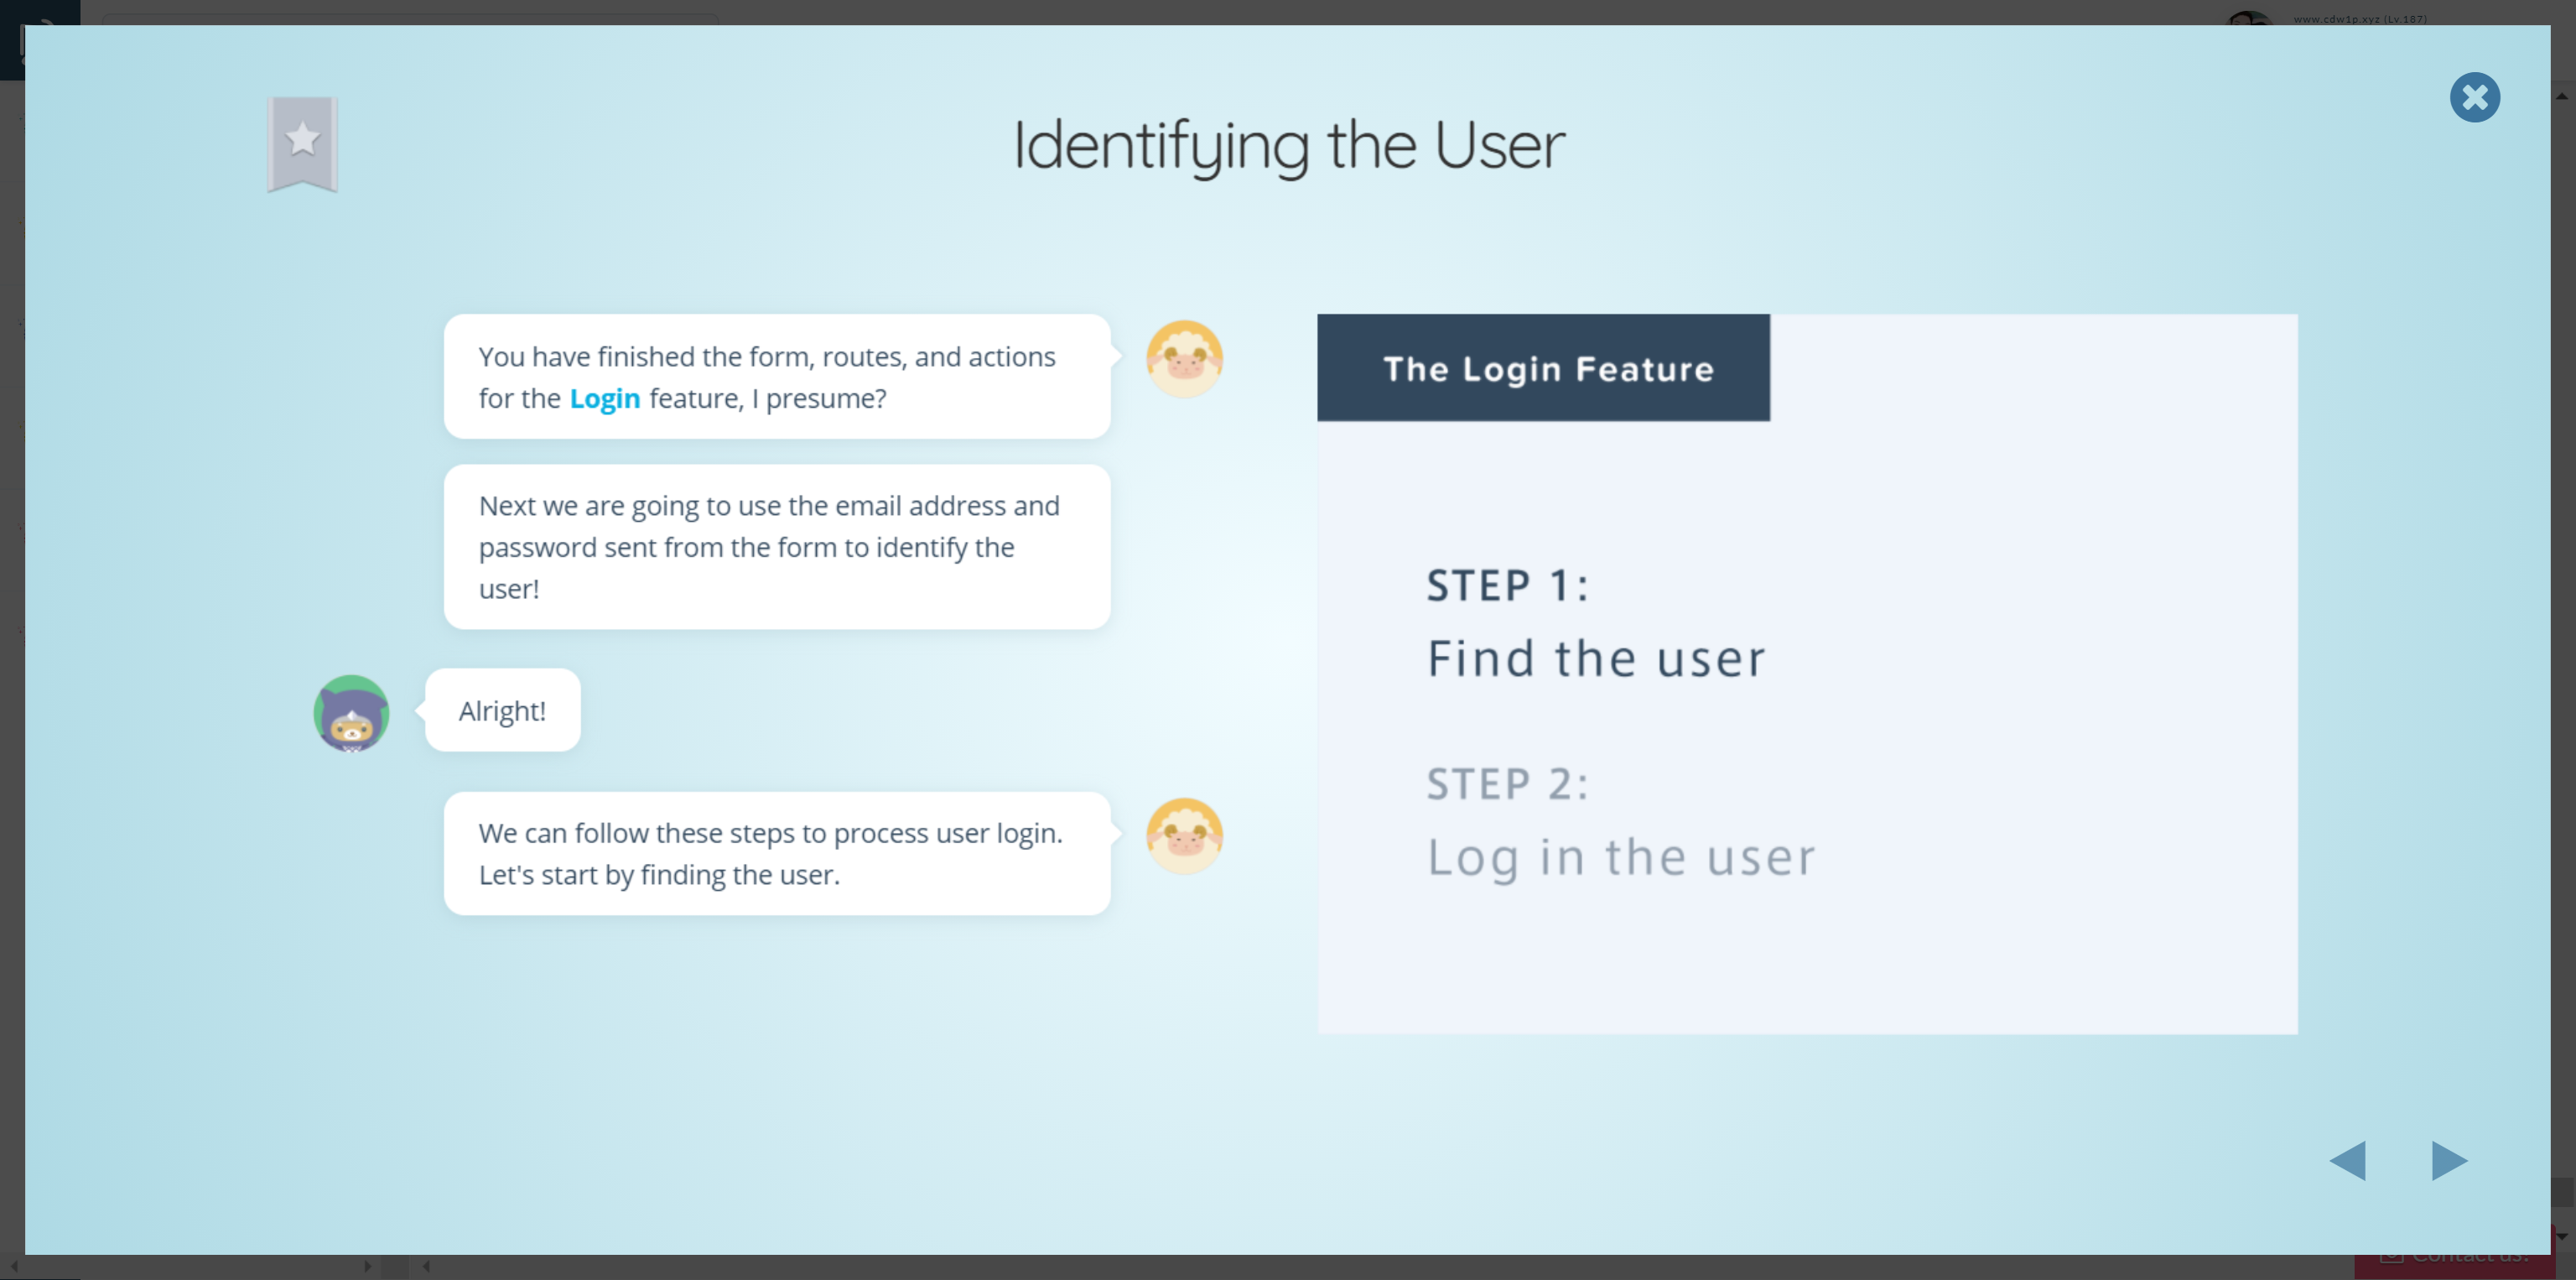 www.cdw1p.xyz (Lv.187)
Identifying the User
You have finished the form, routes, and actions
for the Login feature, I presume?
Next we are going to use the email address and
password sent from the form to identify the
user!
Alright!
We can follow these steps to process user login.
Let's start by finding the user.
The Login Feature
STEP 1:
Find the user
STEP 2:
Log in the user
Contact us!